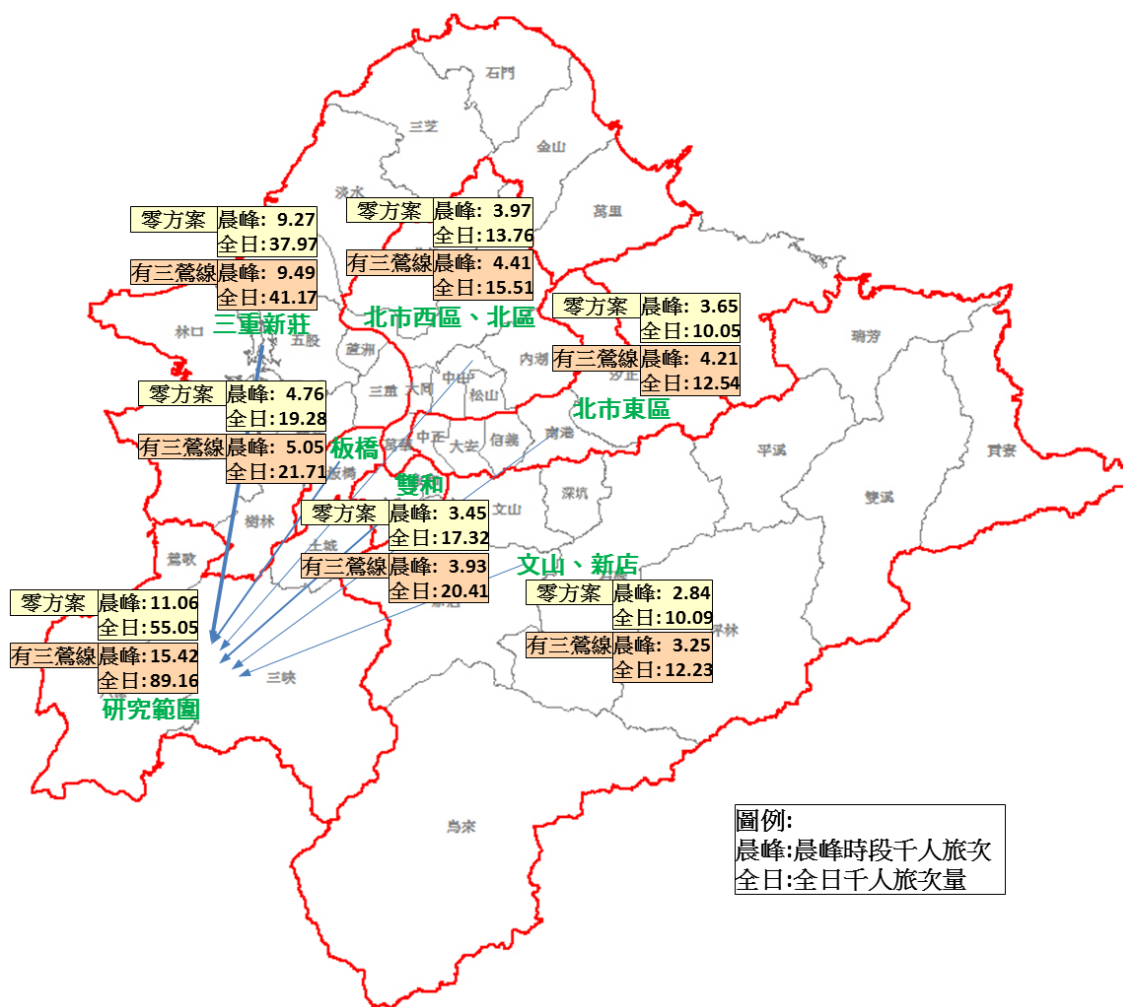 石門
三芝
金山
淡水
萬里
零方案 晨峰: 9.27
全日:37.97
有三鶯線 晨峰: 9.49
全日:41.17
三重新莊
零方案 晨峰: 3.97
全日:13.76
有三鶯線 晨峰: 4.41
全日:15.51
北市西區、北區
零方案 晨峰: 3.65
全日:10.05
有三鶯線 晨峰: 4.21
全日:12.54
北市東區
林口
五股
蘆洲
內湖
汐止
瑞芳
三重
大同
中山
松山
零方案 晨峰: 4.76
全日:19.28
有三鶯線 晨峰: 5.05
全日:21.71
板橋
板橋
萬華
中正
大安
信義
南港
平溪
貢寮
雙溪
雙和
深坑
文山
樹林
土城
鶯歌
零方案 晨峰: 3.45
全日:17.32
有三鶯線 晨峰: 3.93
全日:20.41
文山、新店
零方案 晨峰: 2.84
全日:10.09
有三鶯線 晨峰: 3.25
全日:12.23
坪林
零方案 晨峰:11.06
全日:55.05
有三鶯線 晨峰:15.42
全日:89.16
研究範圍
三峽
烏來
圖例:
晨峰:晨峰時段千人旅次
全日:全日千人旅次量